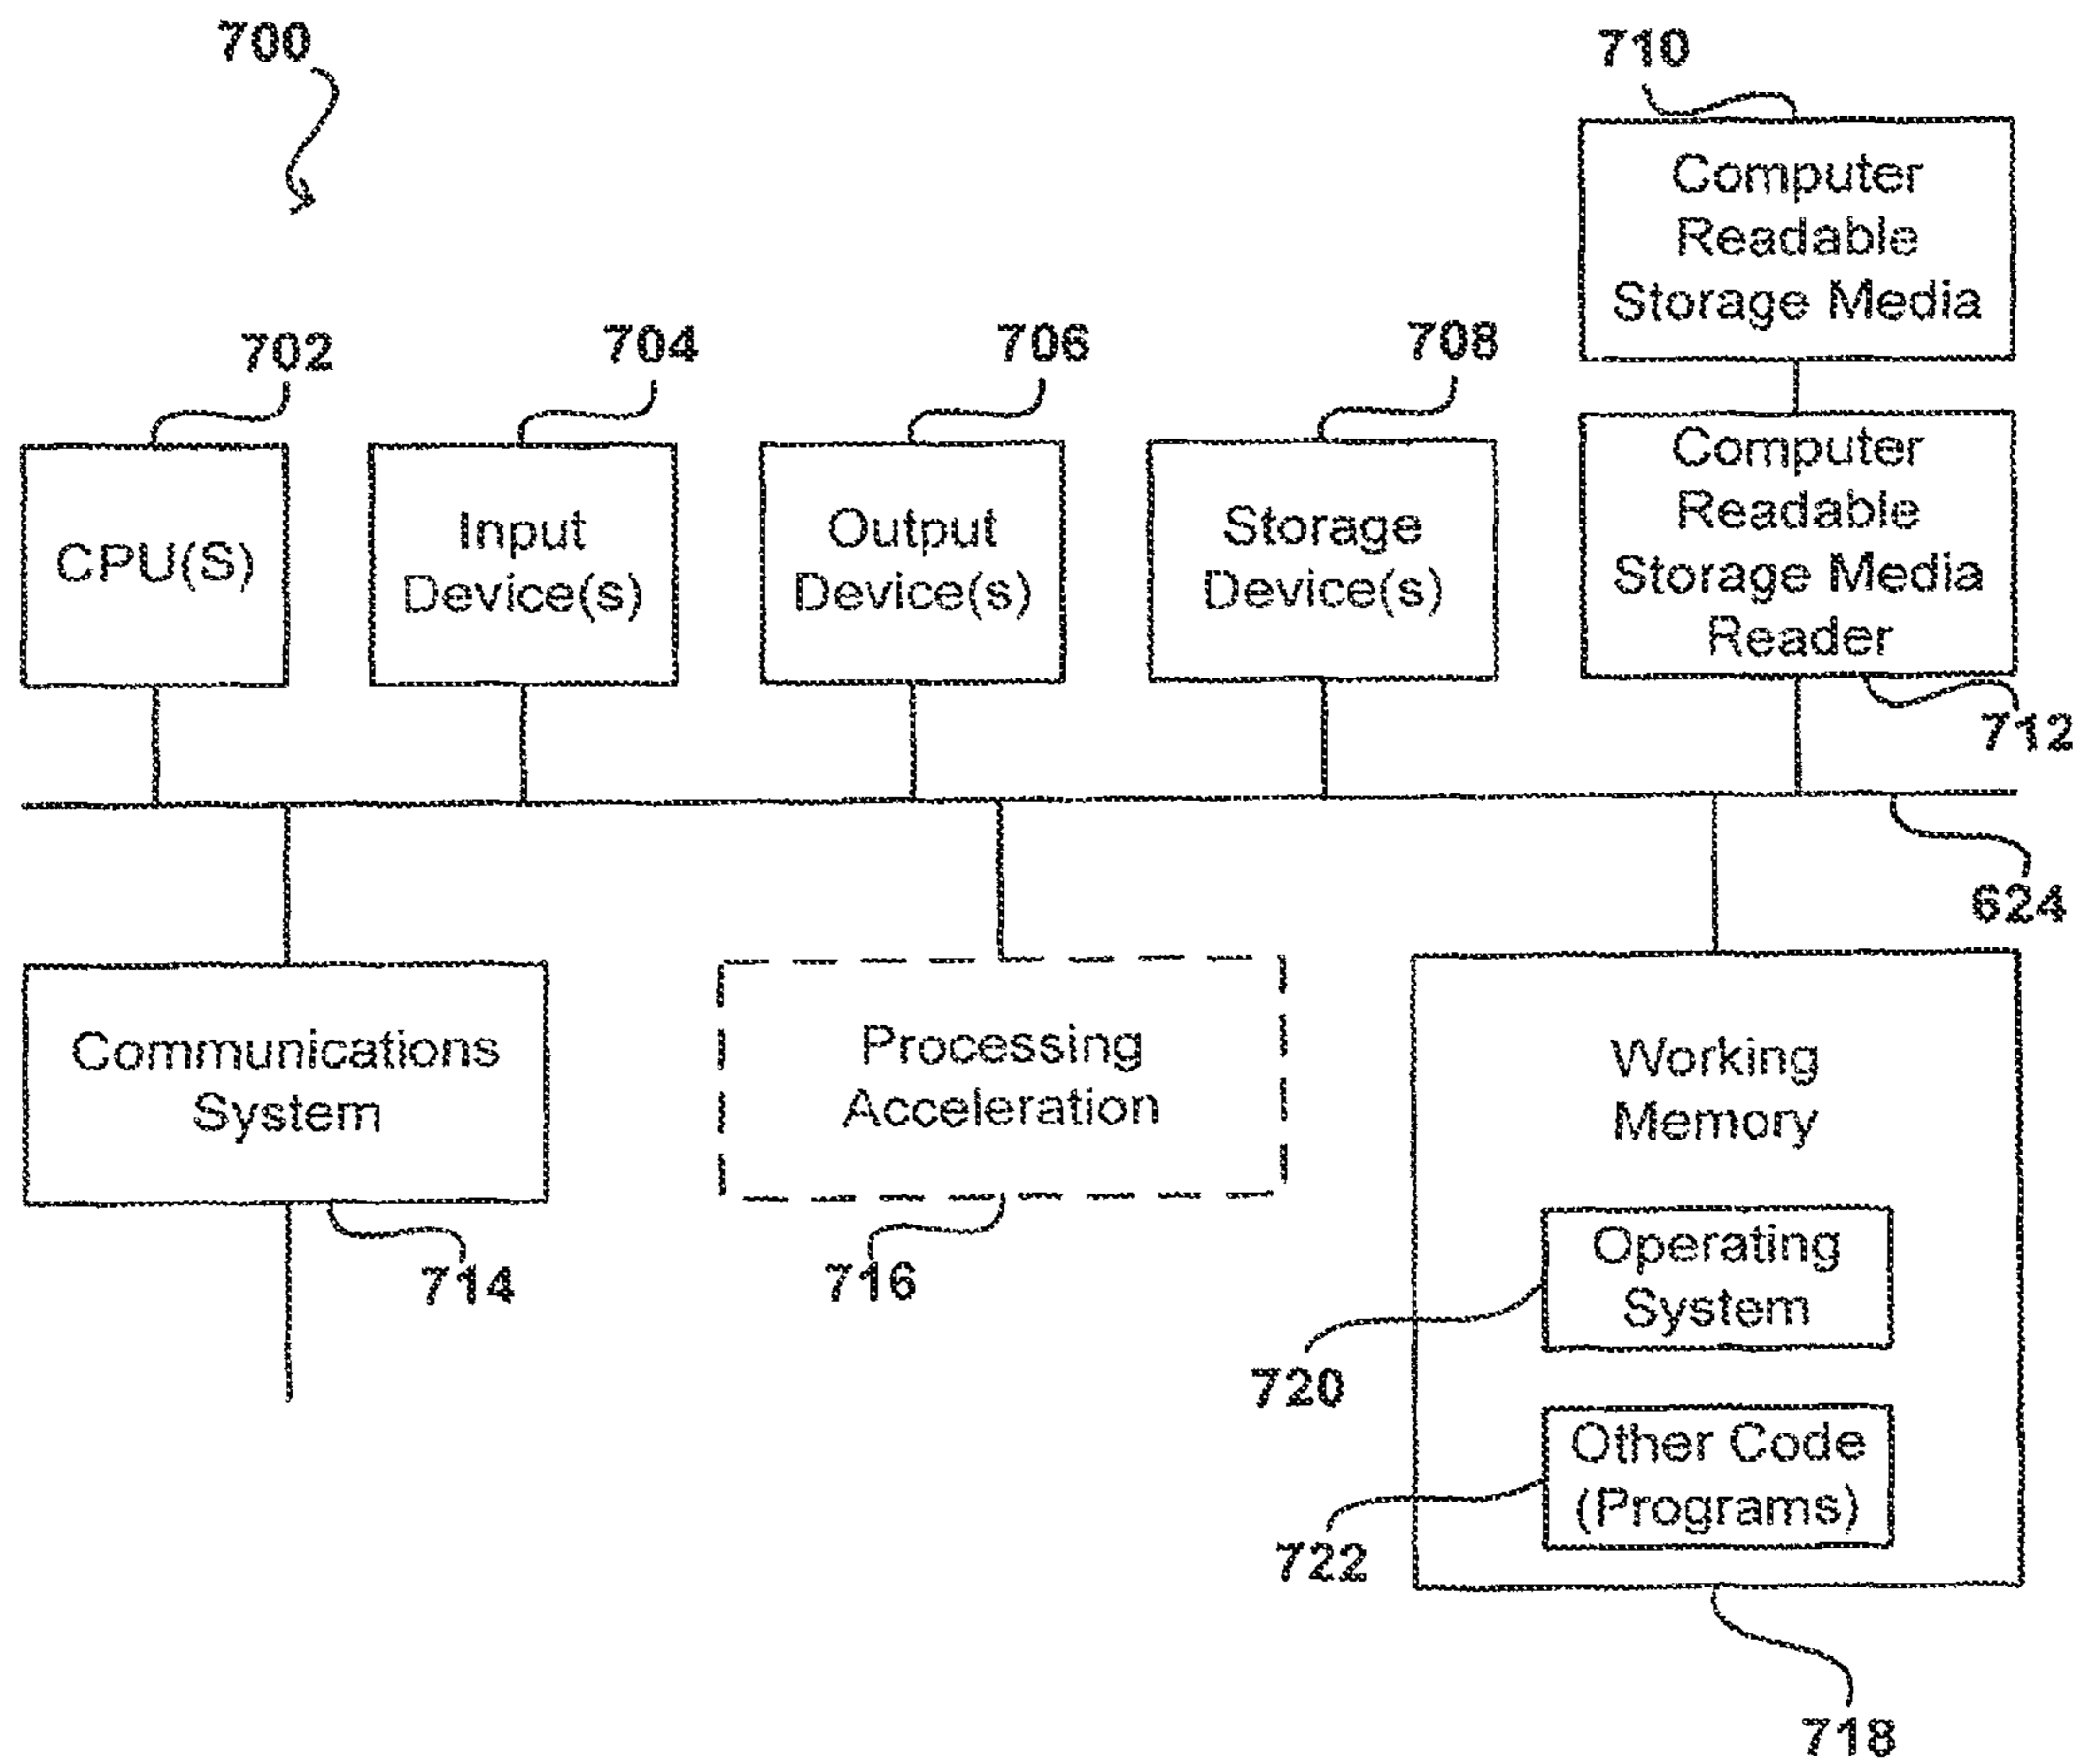 700
710
Computer
Readable
Storage Media
702
704
706
708
CPU(S)
Input
Device(s)
Output
Device(s)
Storage
Device(s)
Computer
Readable
Storage Media
Reader
712
624
Communications
System
714
Processing
Acceleration
716
Working
Memory
Operating
System
720
Other Code
(Programs)
722
718